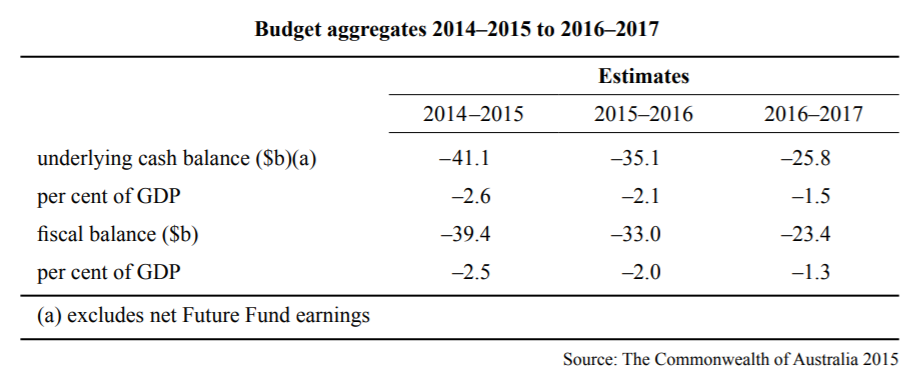 Budget aggregates 2014–2015 to 2016–2017
Estimates
2014–2015 2015–2016 2016–2017
underlying cash balance ($b)(a) –41.1 –35.1 –25.8
per cent of GDP –2.6 –2.1 –1.5
fiscal balance ($b) –39.4 –33.0 –23.4
per cent of GDP –2.5 –2.0 –1.3
(a) excludes net Future Fund earnings
Source: The Commonwealth of Australia 2015